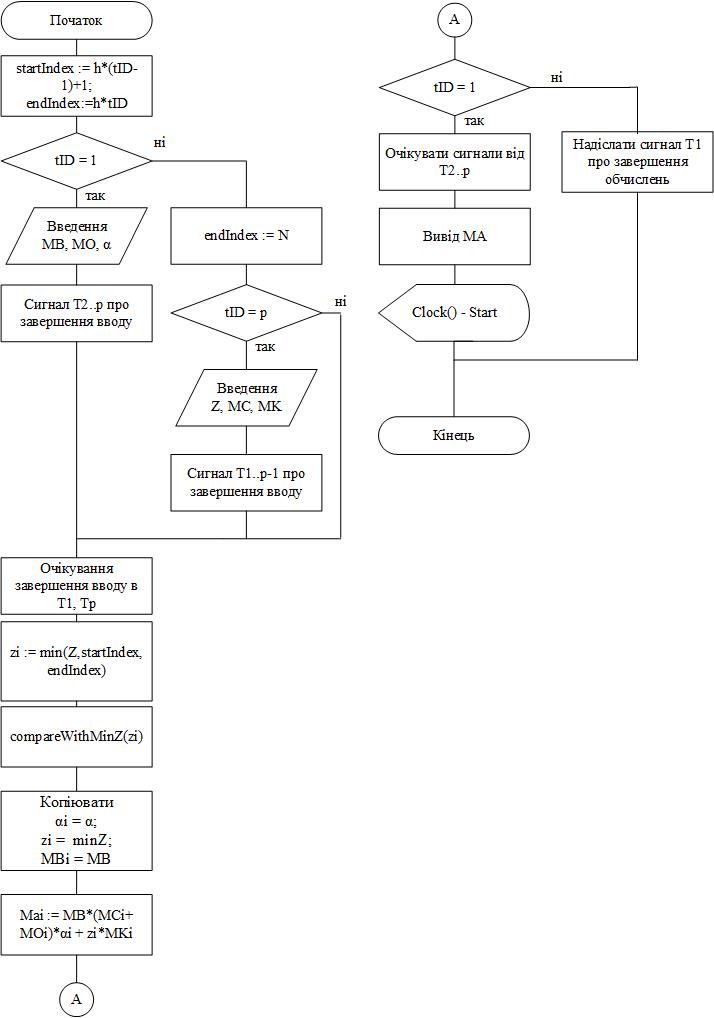 Початок
startIndex := h*(tID-
1)+1;
endIndex:=h*tID
tID = 1
ні
так
Введення
MB, MO, α
Сигнал T2..p про
завершення вводу
endIndex := N
tID = p
ні
так
Введення
Z, MC, MK
Сигнал T1..p-1 про
завершення вводу
Очікування
завершення вводу в
T1, Tp
zi := min(Z,startIndex,
endIndex)
compareWithMinZ(zi)
Копіювати
αi = α;
zi =  minZ;
MBi = MB
Mai := MB*(MCi+
MOi)*αi + zi*MKi
A
A
tID = 1
ні
так
Очікувати сигнали від
T2..p
Надіслати сигнал T1
про завершення
обчислень
Вивід MA
Clock() - Start
Кінець